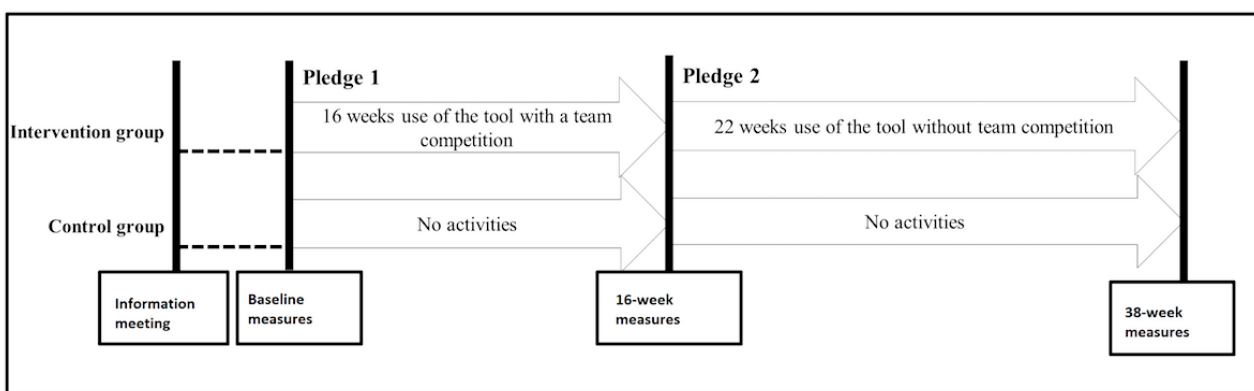 Pledge 1
Pledge 2
Intervention group
16 weeks use of the tool with a team
competition
22 weeks use of the tool without team competition
Control group
No activities
No activities
Information
meeting
Baseline
measures
16-week
measures
38-week
measures